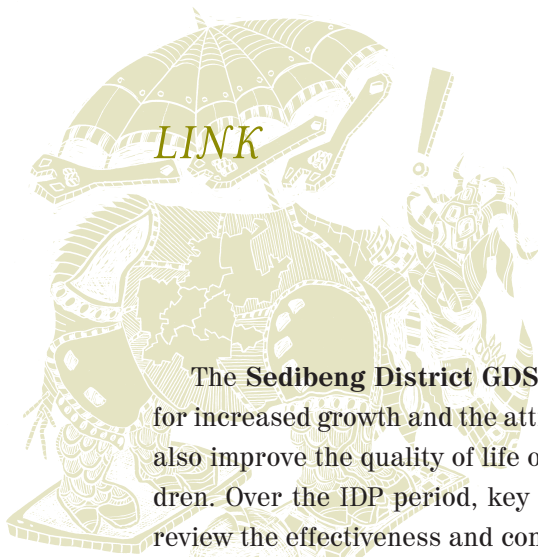 LINK
The Sedibeng District GDS
for increased growth and the att
also improve the quality of life o
dren. Over the IDP period, key
review the effectiveness and con